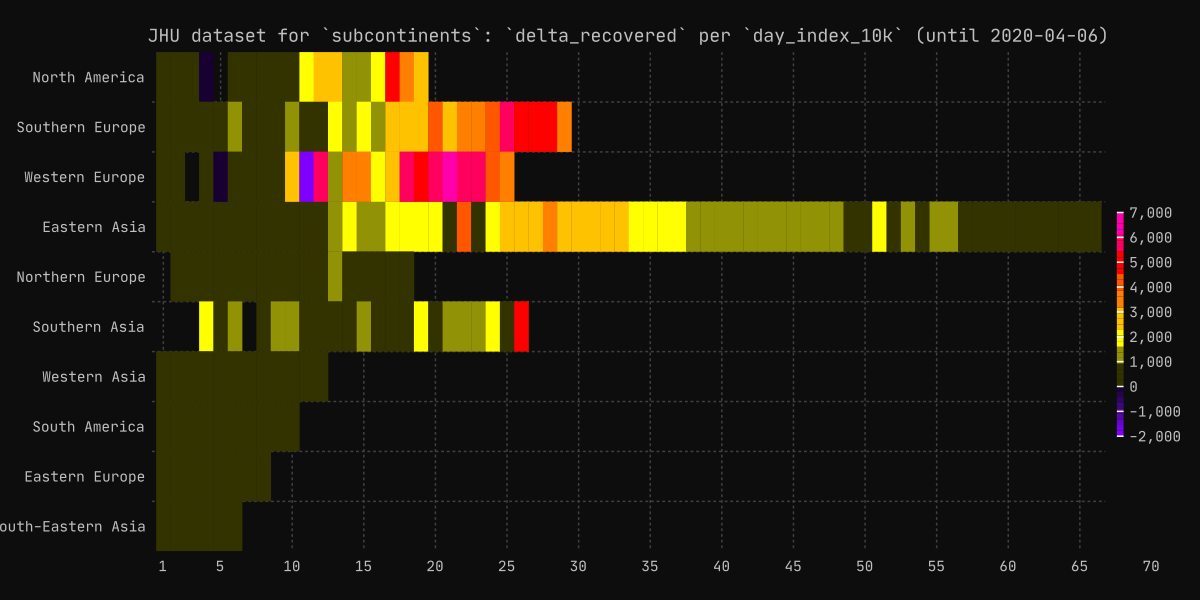 JHU dataset for `subcontinents`: `delta_recovered` per `day_index_10k` (until 2020-04-06)
North America
Southern Europe
Western Europe
Eastern Asia
Northern Europe
Southern Asia
Western Asia
South America
Eastern Europe
outh-Eastern Asia
7,000
6,000
5,000
4,000
3,000
2,000
1,000
0
-1,000
-2,000
1 5 10 15 20 25 30 35 40 45 50 55 60 65 70